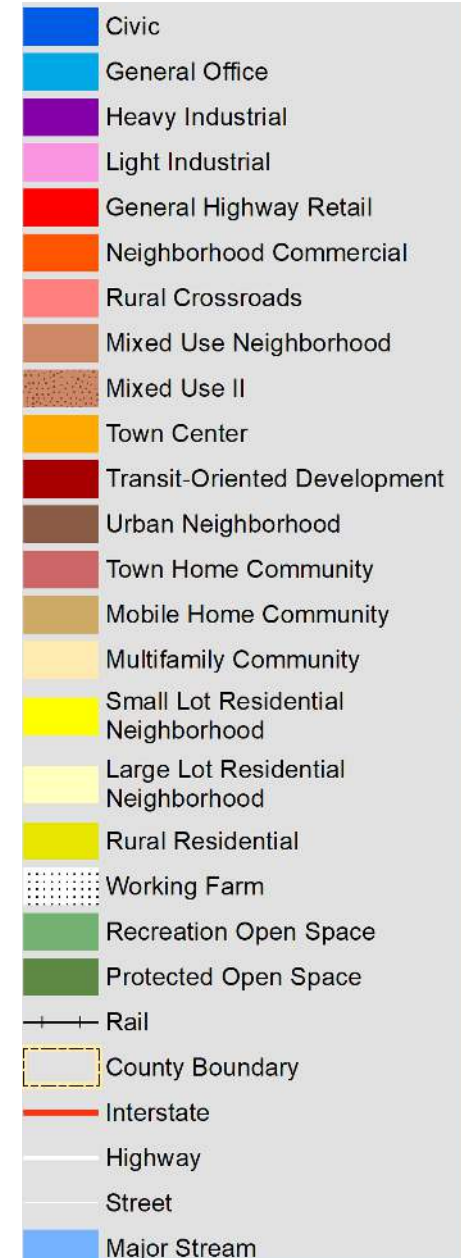 Civic
General Office
Heavy Industrial
Light Industrial
General Highway Retail
Neighborhood Commercial
Rural Crossroads
Mixed Use Neighborhood
Mixed Use II
Town Center
Transit-Oriented Development
Urban Neighborhood
Town Home Community
Mobile Home Community
Multifamily Community
Small Lot Residential
Neighborhood
Large Lot Residential
Neighborhood
Rural Residential
Working Farm
Recreation Open Space
Protected Open Space
Rail
County Boundary
Interstate
Highway
Street
Major Stream